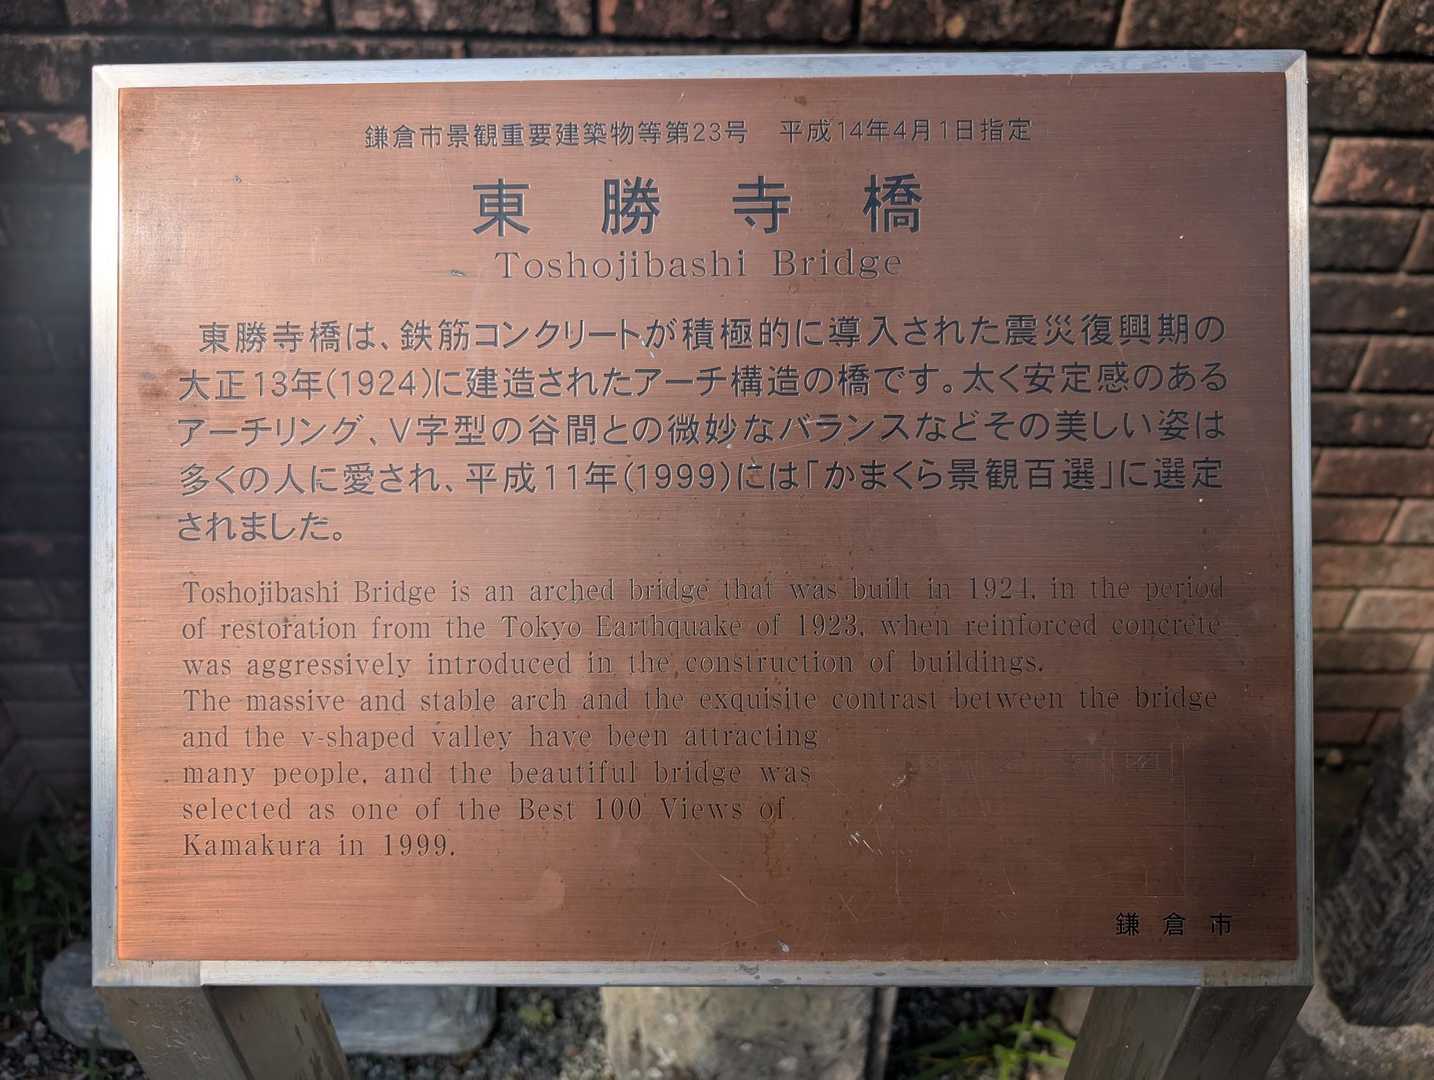 鎌倉市景観重要建築物等第23号　平成14年4月1日指定
東勝寺橋
Toshojibashi Bridge
東勝寺橋は、鉄筋コンクリートが積極的に導入された震災復興期の
大正13年(1924)に建造されたアーチ構造の橋です。太く安定感のある
アーチリング、V字型の谷間との微妙なバランスなどその美しい姿は
多くの人に愛され、平成11年(1999)には「かまくら景観百選」に選定
されました。
Toshojibashi Bridge is an arched bridge that was built in 1924, in the period
of restoration from the Tokyo Earthquake of 1923, when reinforced concrete
was aggressively introduced in the construction of buildings.
The massive and stable arch and the exquisite contrast between the bridge
and the v-shaped valley have been attracting
many people, and the beautiful bridge was
selected as one of the Best 100 Views of
Kamakura in 1999.
鎌倉市